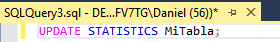 SQLQuery3.sql - DE...FV7TG\Daniel (56))*
UPDATE STATISTICS MiTabla;